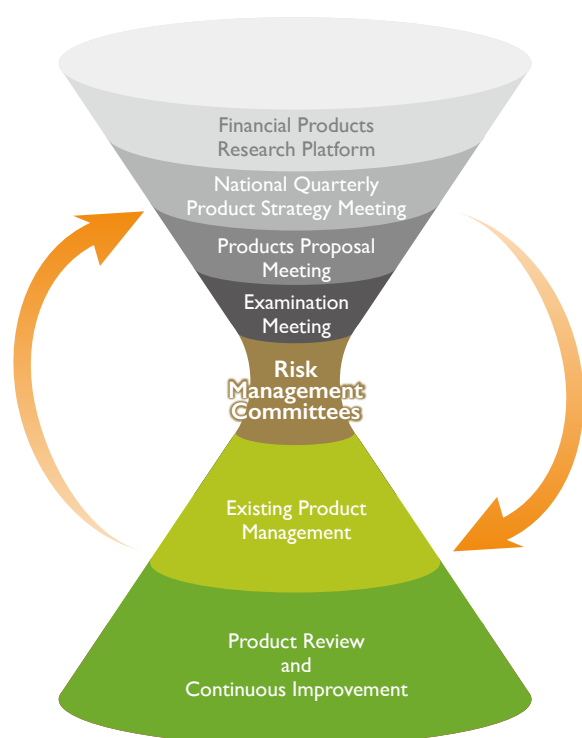 Financial Products
Research Platform
National Quarterly
Product Strategy Meeting
Products Proposal
Meeting
Examination
Meeting
Risk
Management
Committees
Existing Product
Management
Product Review
and
Continuous Improvement